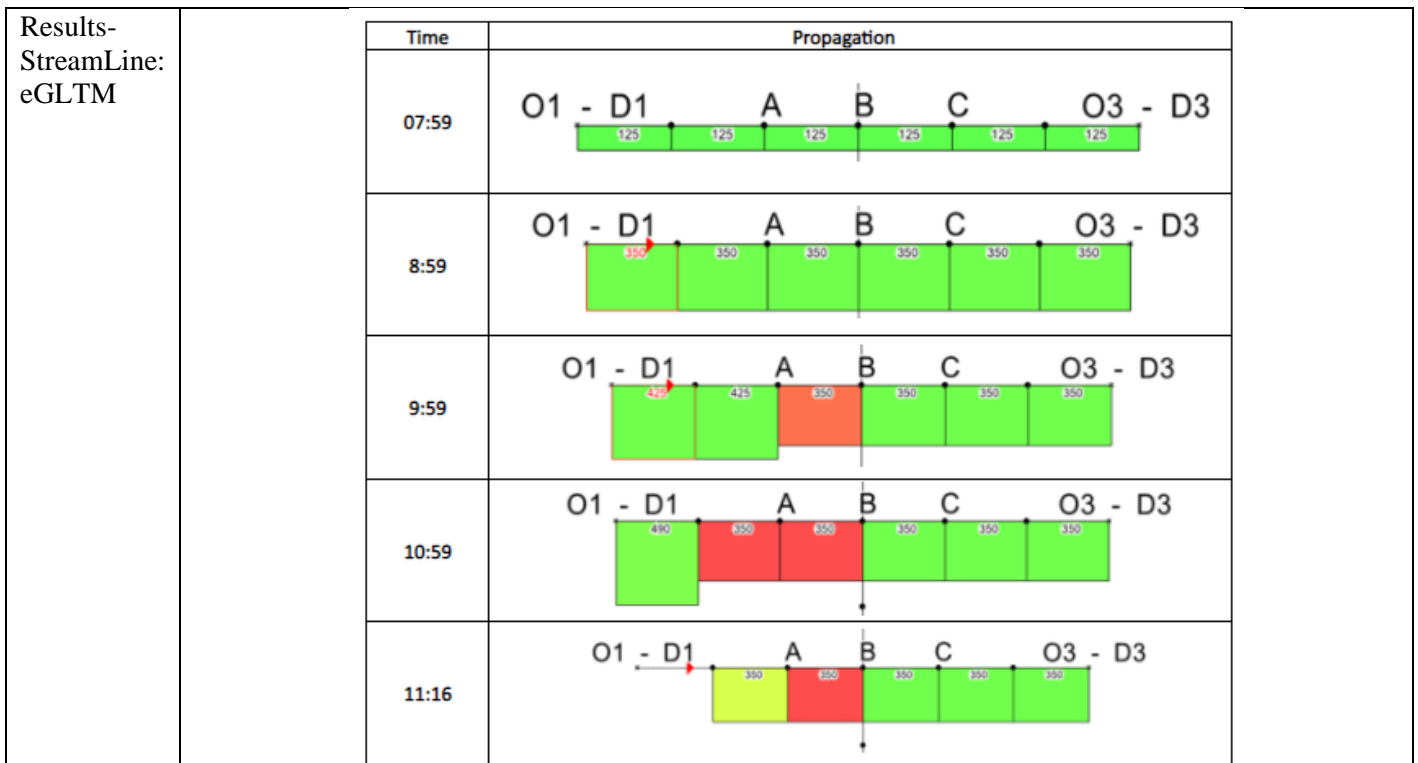 Results-
StreamLine:
eGLTM
Time Propagation
07:59
O1 - D1 A B C O3 - D3
125 125 125 125 125 125
8:59
O1 - D1 A B C O3 - D3
350 350 350 350 350 350
9:59
O1 - D1 A B C O3 - D3
425 425 350 350 350 350
10:59
O1 - D1 A B C O3 - D3
490 350 350 350 350 350
11:16
O1 - D1 A B C O3 - D3
350 350 350 350 350